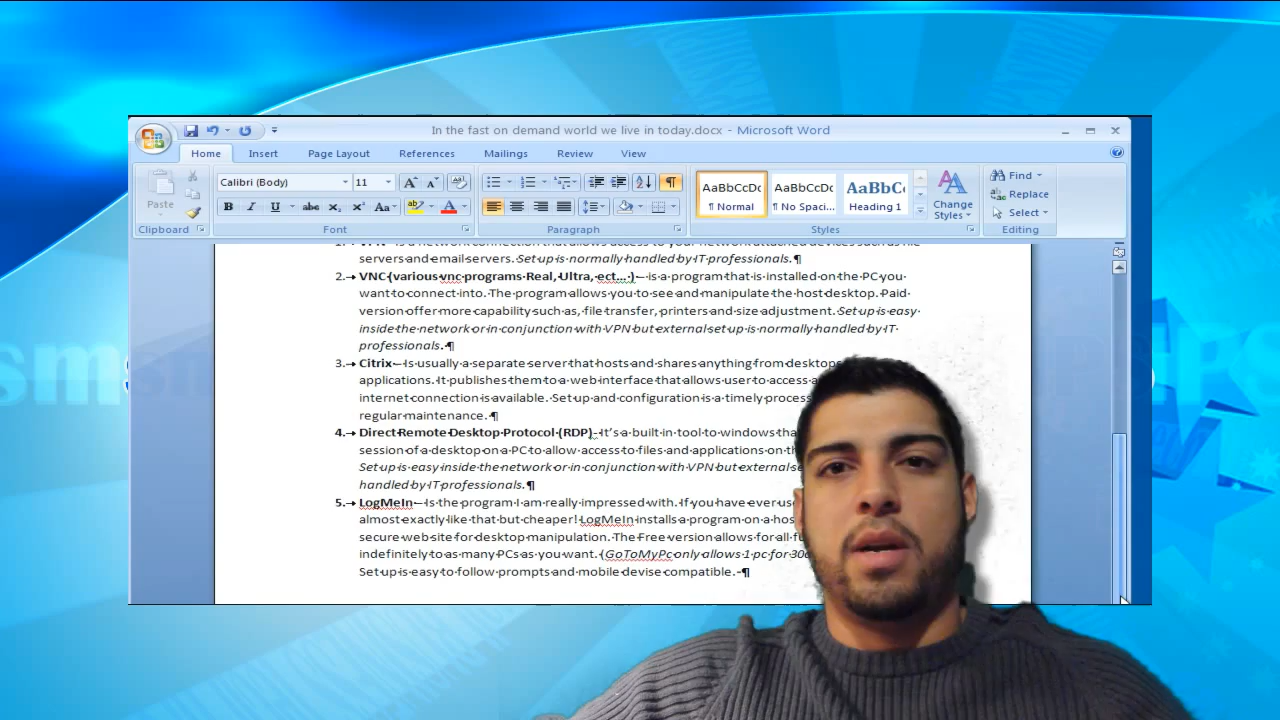 In the fast on demand world we live in today.docx - Microsoft Word
Home Insert Page Layout References Mailings Review View
Paste
Calibri (Body) 11
AaBbCcDc AaBbCcDc AaBbC
¶ Normal ¶ No Spaci... Heading 1
Change Styles
Find
Replace
Select
Clipboard Font Paragraph Styles Editing
servers and email servers. Set up is normally handled by IT professionals.¶
2. VNC (various vnc programs Real, Ultra, ect... ) – is a program that is installed on the PC you
want to connect into. The program allows you to see and manipulate the host desktop. Paid
version offer more capability such as, file transfer, printers and size adjustment. Set up is easy
inside the network or in conjunction with VPN but external set up is normally handled by IT
professionals.¶
3. Citrix – Is usually a separate server that hosts and shares anything from
applications. It publishes them to a web interface that allows user to access
internet connection is available. Set up and configuration is a timely
regular maintenance. ¶
4. Direct Remote Desktop Protocol (RDP)- It's a built in tool to windows
session of a desktop on a PC to allow access to files and applications on
Set up is easy inside the network or in conjunction with VPN but
handled by IT professionals.¶
5. LogMeIn – Is the program I am really impressed with. If you have ever
almost exactly like that but cheaper! LogMeIn installs a program on a
secure web site for desktop manipulation. The Free version allows for all
indefinitely to as many PCs as you want. (GoToMyPc only allows 1 pc for
Set up is easy to follow prompts and mobile devise compatible. ¶